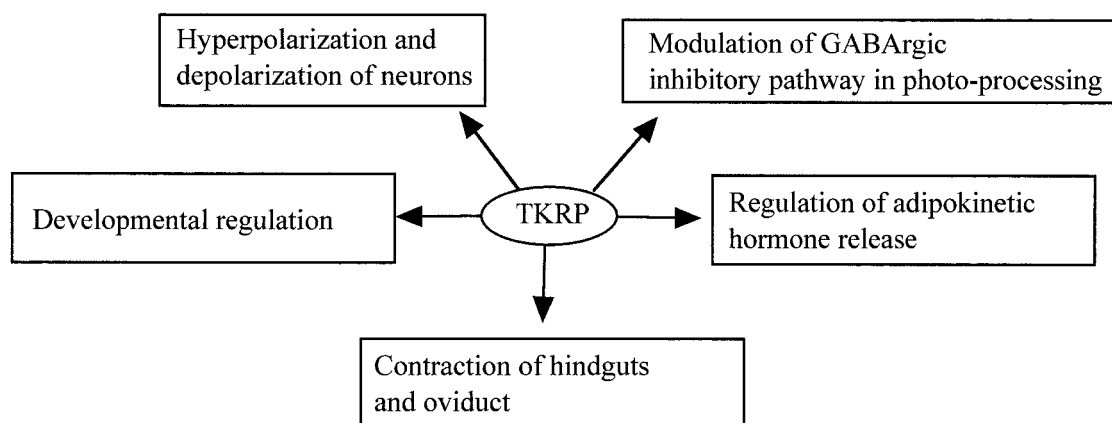 Hyperpolarization and
depolarization of neurons
Modulation of GABArgic
inhibitory pathway in photo-processing
Developmental regulation
TKRP
Regulation of adipokinetic
hormone release
Contraction of hindguts
and oviduct